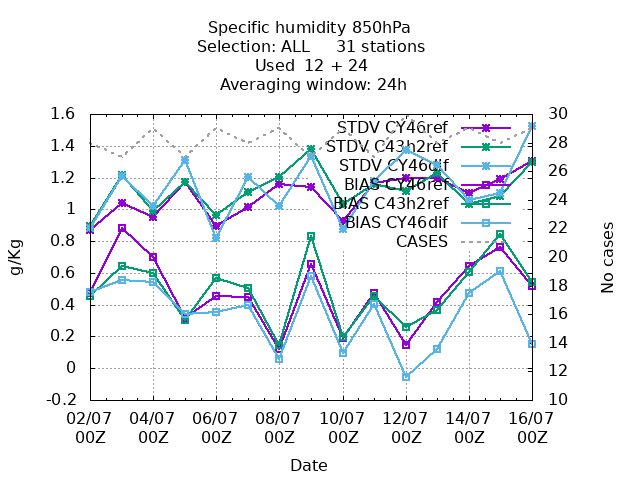 Specific humidity 850hPa
Selection: ALL 31 stations
Used 12 + 24
Averaging window: 24h
STDV CY46ref
STDV C43h2ref
STDV CY46dif
BIAS CY46ref
BIAS C43h2ref
BIAS CY46dif
CASES
g/Kg
1.6
1.4
1.2
1
0.8
0.6
0.4
0.2
0
-0.2
No cases
30
28
26
24
22
20
18
16
14
12
10
02/07 04/07 06/07 08/07 10/07 12/07 14/07 16/07
00Z 00Z 00Z 00Z 00Z 00Z 00Z 00Z
Date